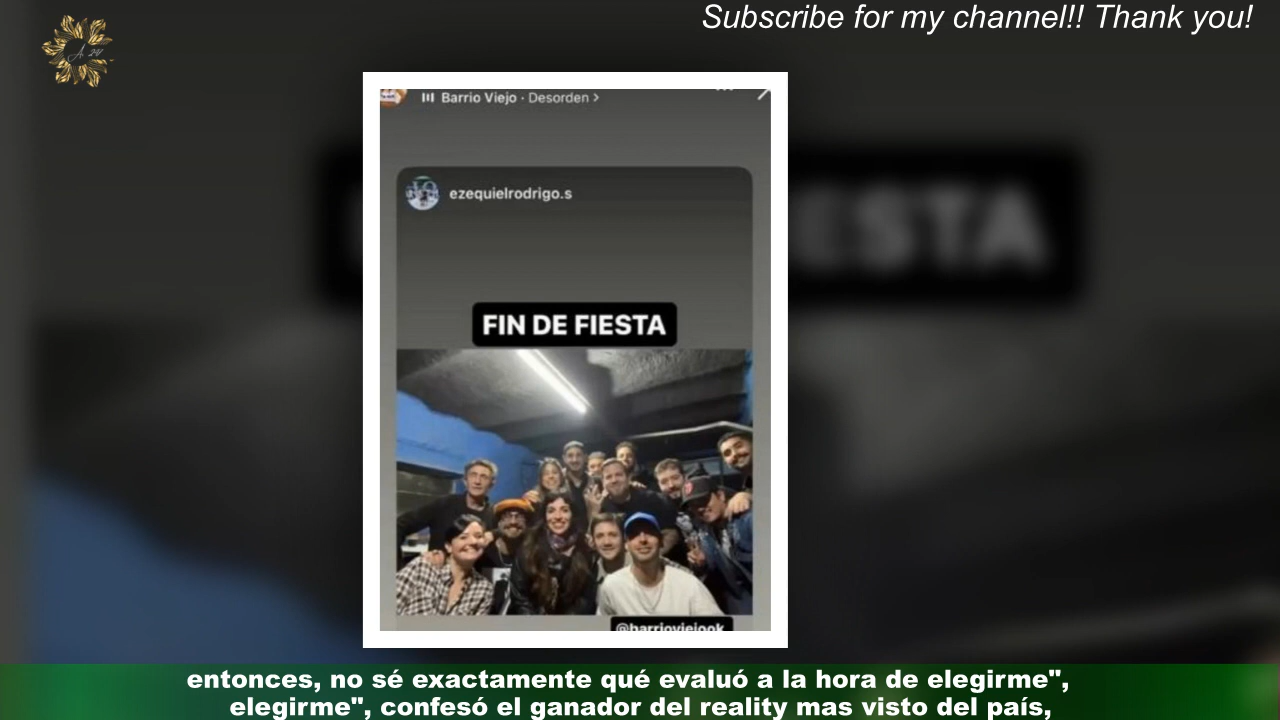 Subscribe for my channel!! Thank you!
Barrio Viejo · Desorden >
ezequielrodrigo.s
FIN DE FIESTA
@barrioviejook
entonces, no sé exactamente qué evaluó a la hora de elegirme",
elegirme", confesó el ganador del reality mas visto del país,